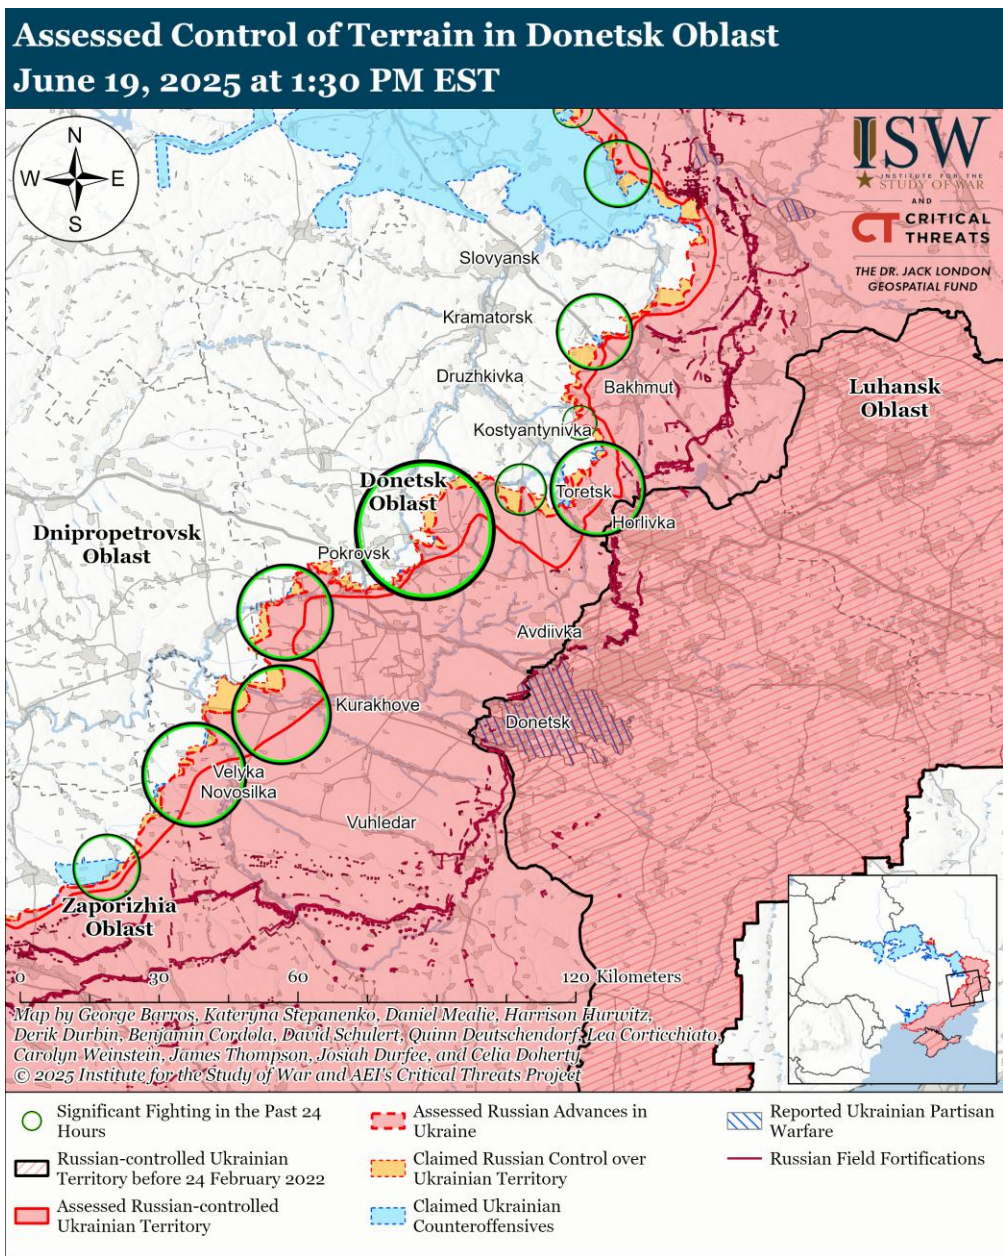 Assessed Control of Terrain in Donetsk Oblast
June 19, 2025 at 1:30 PM EST
N
W E
S
ISW
INSTITUTE FOR THE
STUDY OF WAR
AND
CT CRITICAL
THREATS
THE DR. JACK LONDON
GEOSPATIAL FUND
Slovyansk
Kramatorsk
Druzhkivka
Bakhmut
Luhansk
Oblast
Kostyantynivka
Donetsk
Oblast
Toretsk
Horlivka
Dnipropetrovsk
Oblast
Pokrovsk
Avdiivka
Kurakhove
Donetsk
Velyka
Novosilka
Vuhledar
Zaporizhia
Oblast
0 30 60 120 Kilometers
Map by George Barros, Kateryna Stepanenko, Daniel Mealie, Harrison Hurwitz,
Derik Durbin, Benjamin Cordola, David Schulert, Quinn Deutschendorf, Lea Corticchiato,
Carolyn Weinstein, James Thompson, Josiah Durfee, and Celia Doherty
© 2025 Institute for the Study of War and AEI's Critical Threats Project
Significant Fighting in the Past 24
Hours
Russian-controlled Ukrainian
Territory before 24 February 2022
Assessed Russian-controlled
Ukrainian Territory
Assessed Russian Advances in
Ukraine
Claimed Russian Control over
Ukrainian Territory
Claimed Ukrainian
Counteroffensives
Reported Ukrainian Partisan
Warfare
Russian Field Fortifications